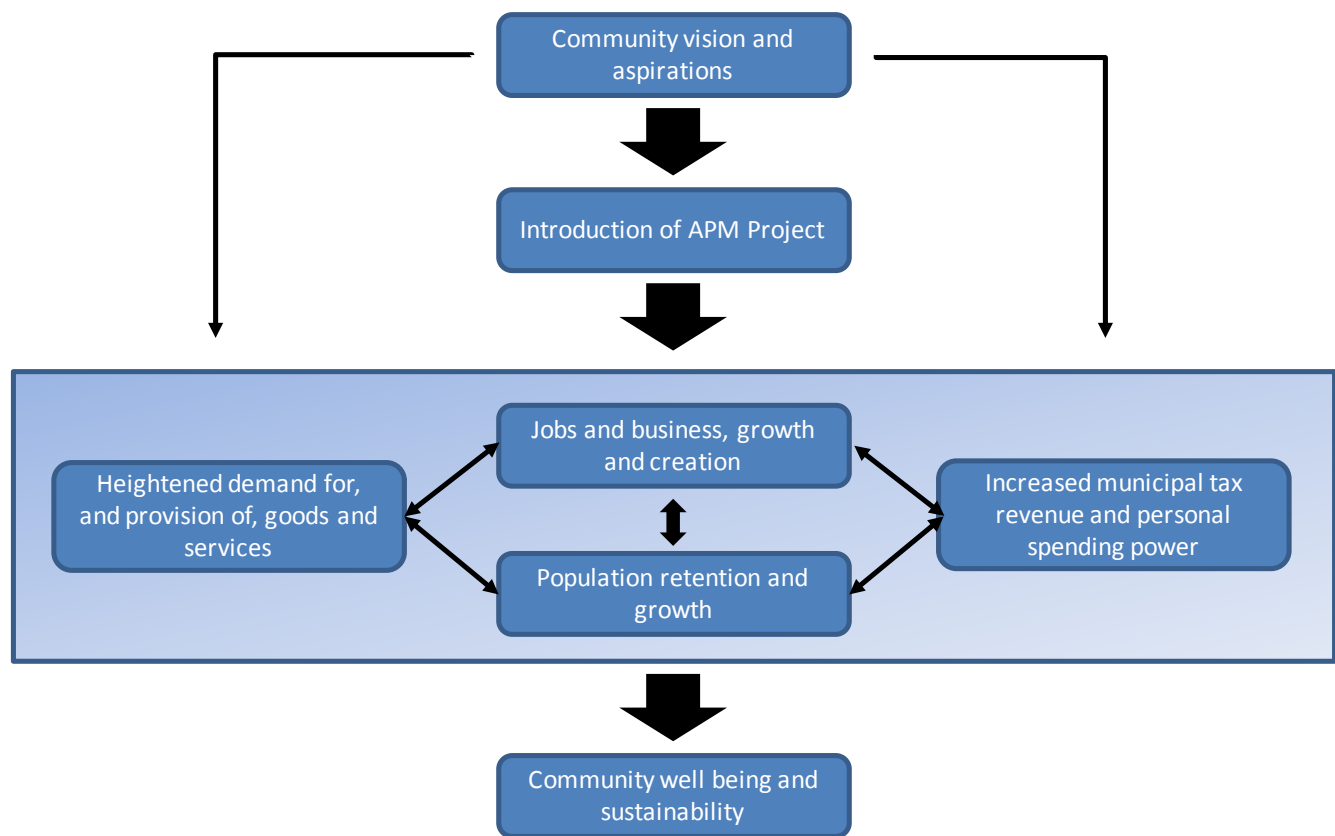 Community vision and
aspirations
Introduction of APM Project
Jobs and business, growth
and creation
Heightened demand for,
and provision of, goods and
services
Increased municipal tax
revenue and personal
spending power
Population retention and
growth
Community well being and
sustainability